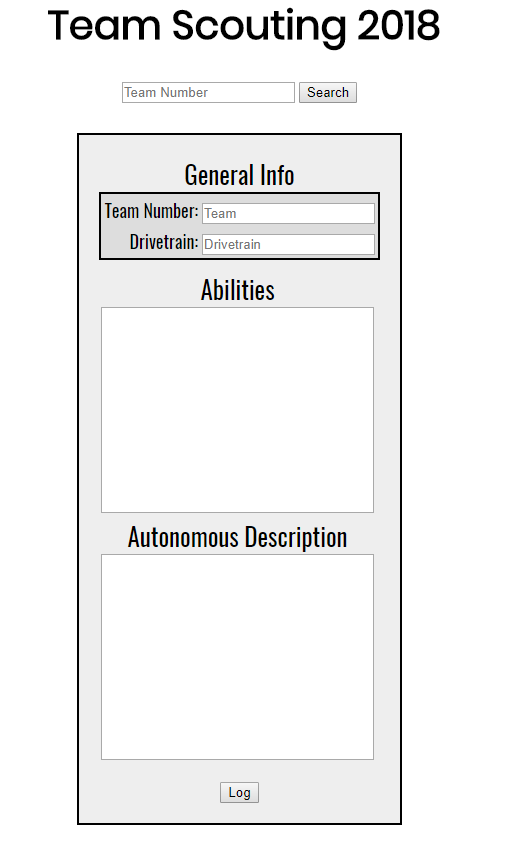 Team Scouting 2018
Team Number Search
General Info
Team Number: Team
Drivetrain: Drivetrain
Abilities
Autonomous Description
Log